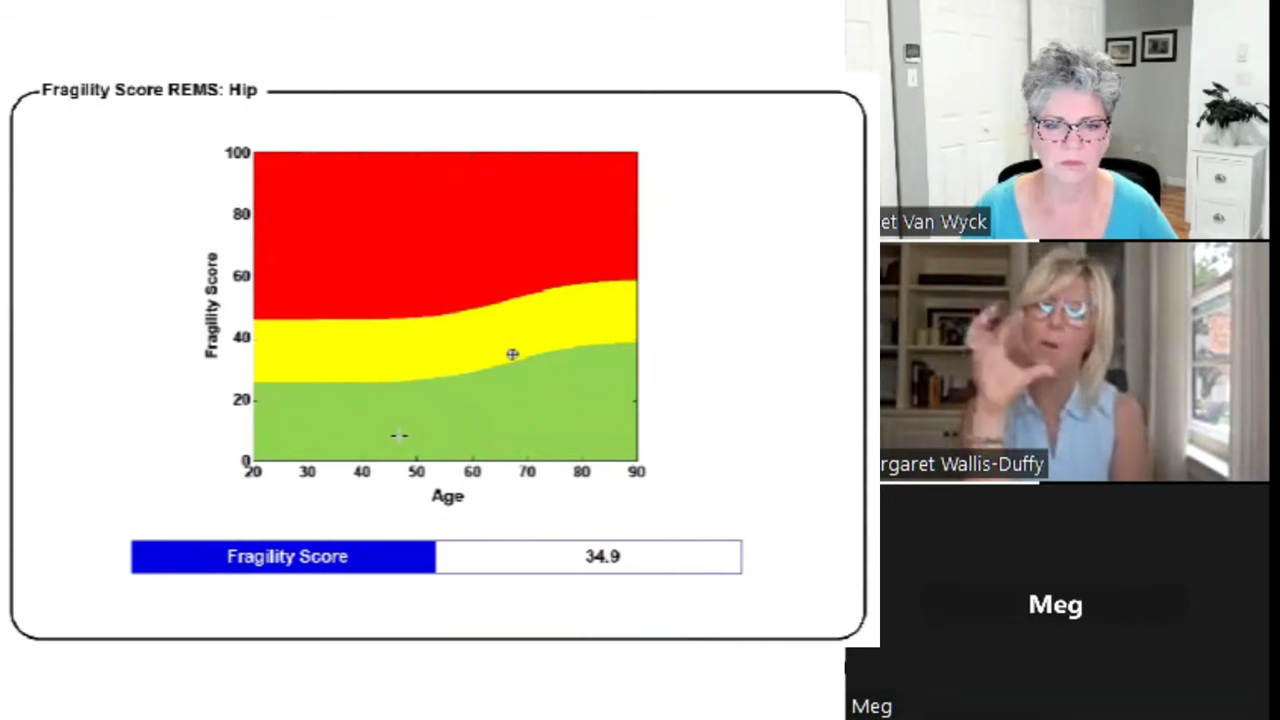 Fragility Score REMS: Hip
100
80
60
40
20
0
Fragility Score
20 30 40 50 60 70 80 90
Age
Fragility Score 34.9
et Van Wyck
rgaret Wallis-Duffy
Meg
Meg